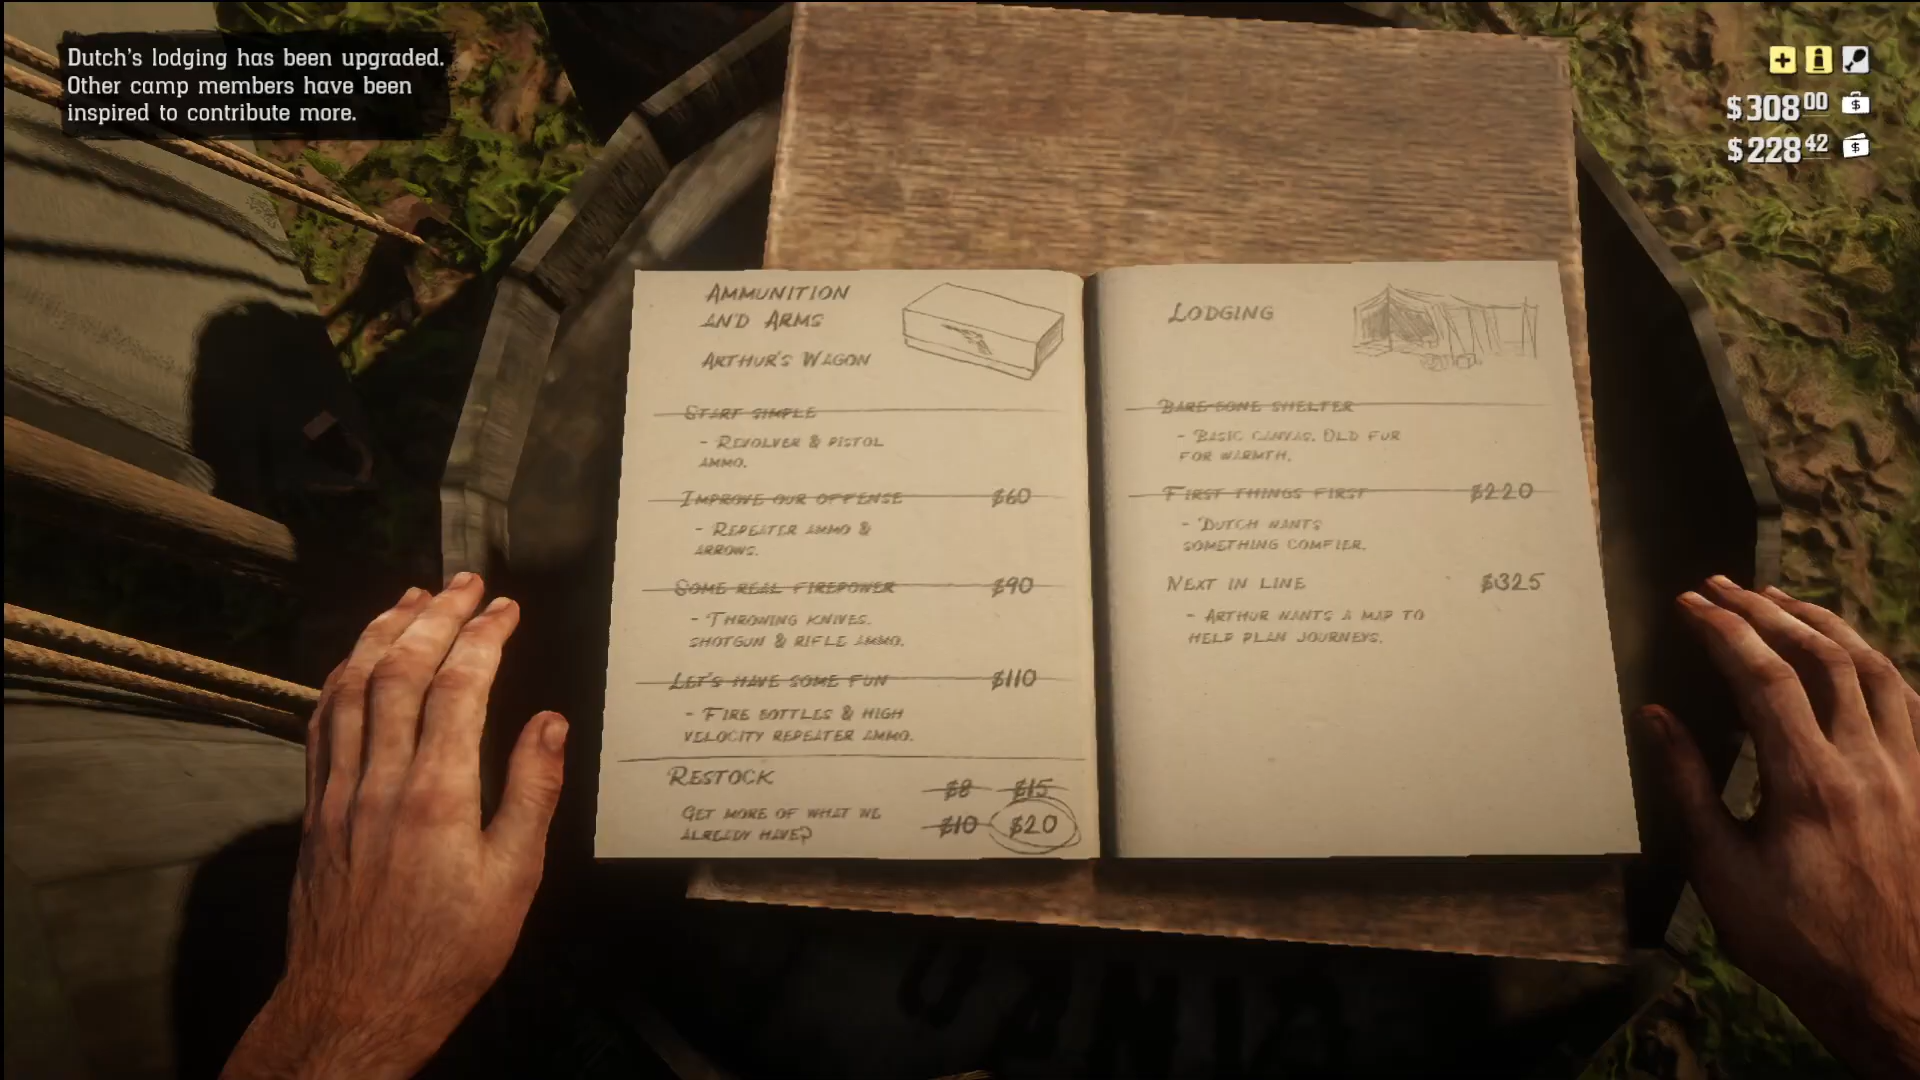 Dutch's lodging has been upgraded.
Other camp members have been
inspired to contribute more.
$308.00
$228.42
AMMUNITION
AND ARMS
ARTHUR'S WAGON
START SIMPLE
- REVOLVER & PISTOL
AMMO.
IMPROVE OUR OFFENSE $60
- REPEATER AMMO &
ARROWS.
SOME REAL FIREPOWER $90
- THROWING KNIVES.
SHOTGUN & RIFLE AMMO.
LET'S HAVE SOME FUN $110
- FIRE BOTTLES & HIGH
VELOCITY REPEATER AMMO.
RESTOCK
$8 $15
GET MORE OF WHAT WE
ALREADY HAVE?
$10 $20
LODGING
BARE BONE SHELTER
- BASIC CANVAS. OLD FUR
FOR WARMTH.
FIRST THINGS FIRST $220
- DUTCH WANTS
SOMETHING COMFIER.
NEXT IN LINE $325
- ARTHUR WANTS A MAP TO
HELP PLAN JOURNEYS.